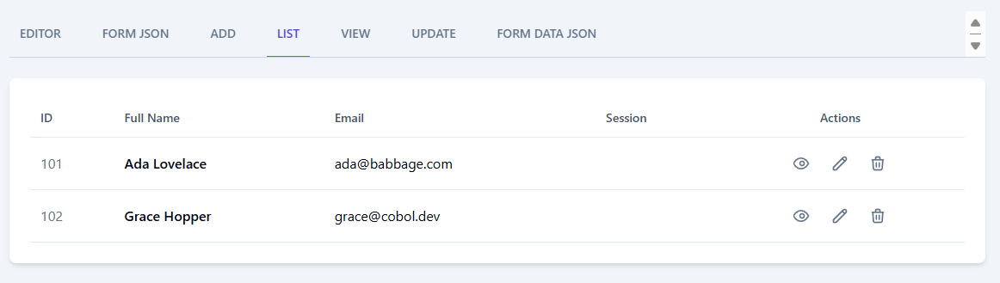 EDITOR FORM JSON ADD LIST VIEW UPDATE FORM DATA JSON
ID Full Name Email Session Actions
101 Ada Lovelace ada@babbage.com
102 Grace Hopper grace@cobol.dev